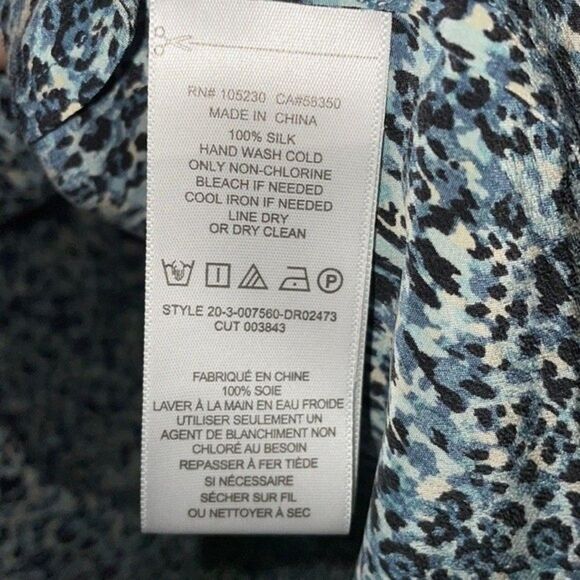 RN# 105230 CA#58350
MADE IN CHINA
100% SILK
HAND WASH COLD
ONLY NON-CHLORINE
BLEACH IF NEEDED
COOL IRON IF NEEDED
LINE DRY
OR DRY CLEAN
P
STYLE 20-3-007560-DR02473
CUT 003843
FABRIQUÉ EN CHINE
100% SOIE
LAVER À LA MAIN EN EAU FROIDE
UTILISER SEULEMENT UN
AGENT DE BLANCHIMENT NON
CHLORÉ AU BESOIN
REPASSER À FER TIÈDE
SI NÉCESSAIRE
SÉCHER SUR FIL
OU NETTOYER À SEC